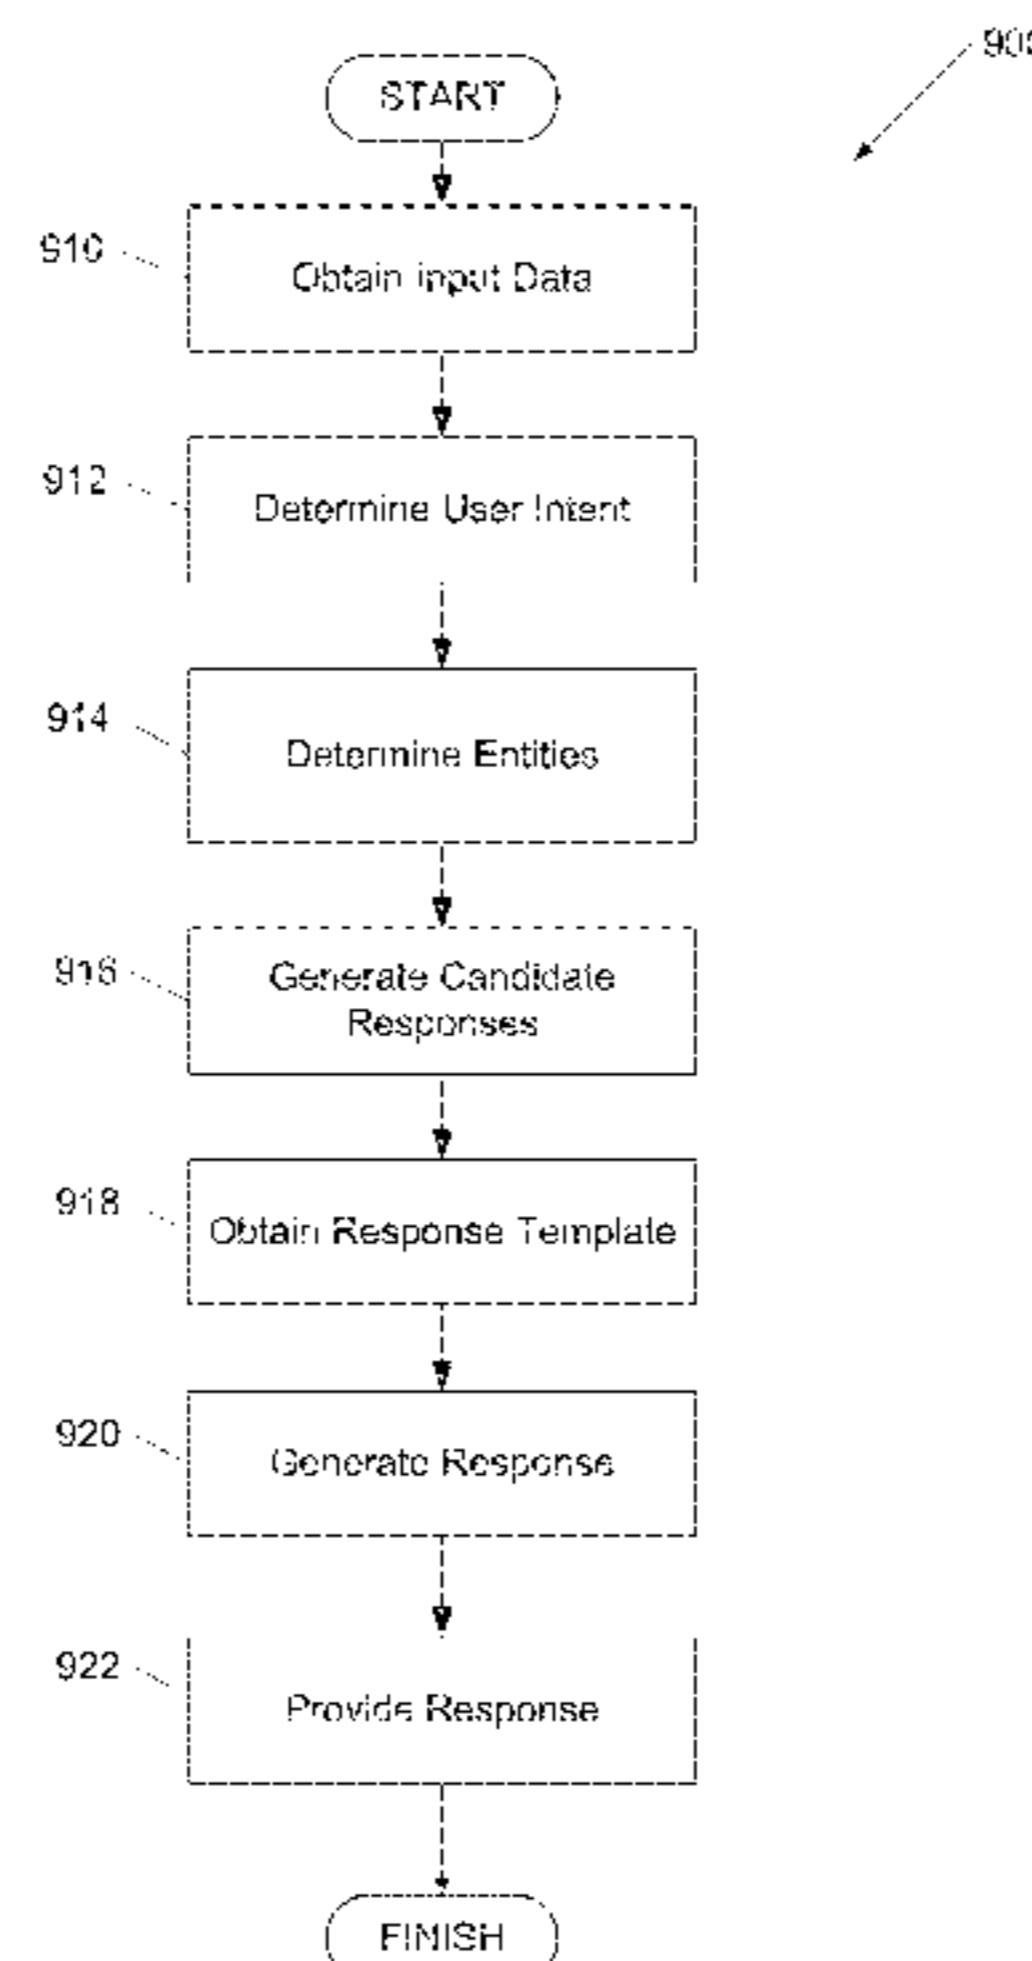 START
910
Obtain Input Data
912
Determine User Intent
914
Determine Entities
916
Generate Candidate
Responses
918
Obtain Response Template
920
Generate Response
922
Provide Response
FINISH